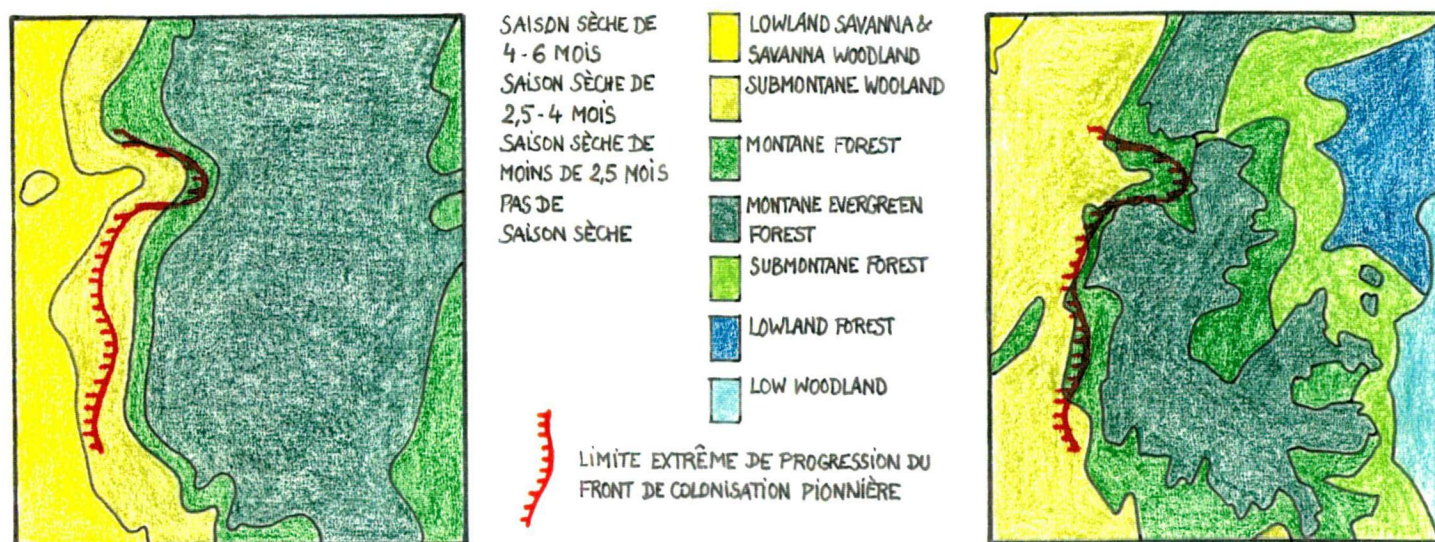 SAISON SÈCHE DE
4 - 6 MOIS
SAISON SÈCHE DE
2,5 - 4 MOIS
SAISON SÈCHE DE
MOINS DE 2,5 MOIS
PAS DE
SAISON SÈCHE
LOWLAND SAVANNA &
SAVANNA WOODLAND
SUBMONTANE WOOLAND
MONTANE FOREST
MONTANE EVERGREEN
FOREST
SUBMONTANE FOREST
LOWLAND FOREST
LOW WOODLAND
LIMITE EXTRÊME DE PROGRESSION DU
FRONT DE COLONISATION PIONNIÈRE